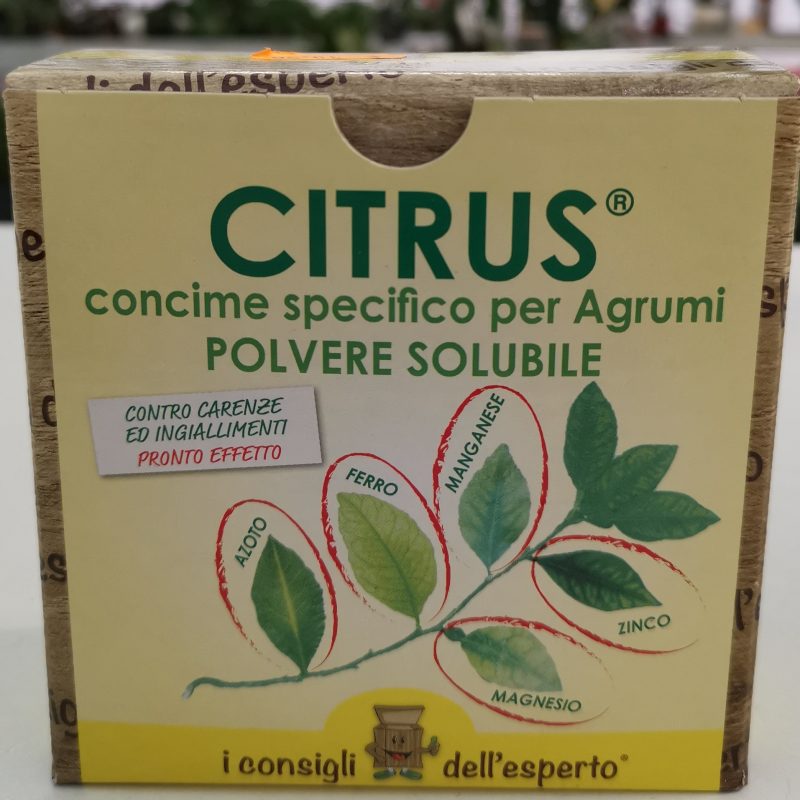 li dell'esperto
CITRUS®
concime specifico per Agrumi
POLVERE SOLUBILE
CONTRO CARENZE
ED INGIALLIMENTI
PRONTO EFFETTO
MANGANESE
FERRO
AZOTO
ZINCO
MAGNESIO
i consigli dell'esperto®